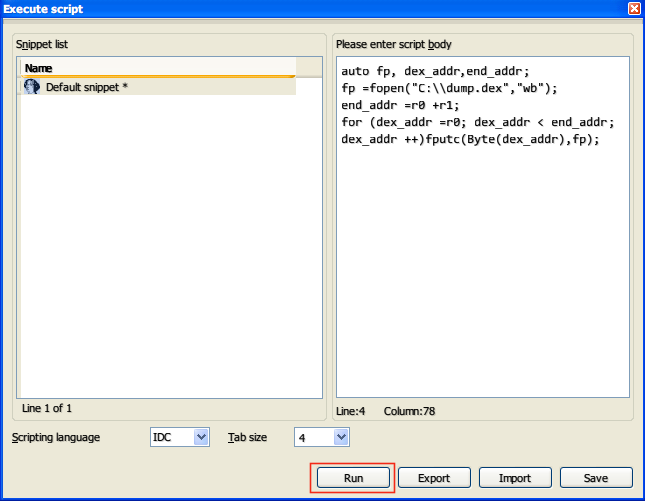 Execute script
Snippet list
Name
Default snippet *
Line 1 of 1
Please enter script body
auto fp, dex_addr,end_addr;
fp =fopen("C:\\dump.dex","wb");
end_addr =r0 +r1;
for (dex_addr =r0; dex_addr < end_addr;
dex_addr ++)fputc(Byte(dex_addr),fp);
Line:4 Column:78
Scripting language IDC Tab size 4
Run Export Import Save